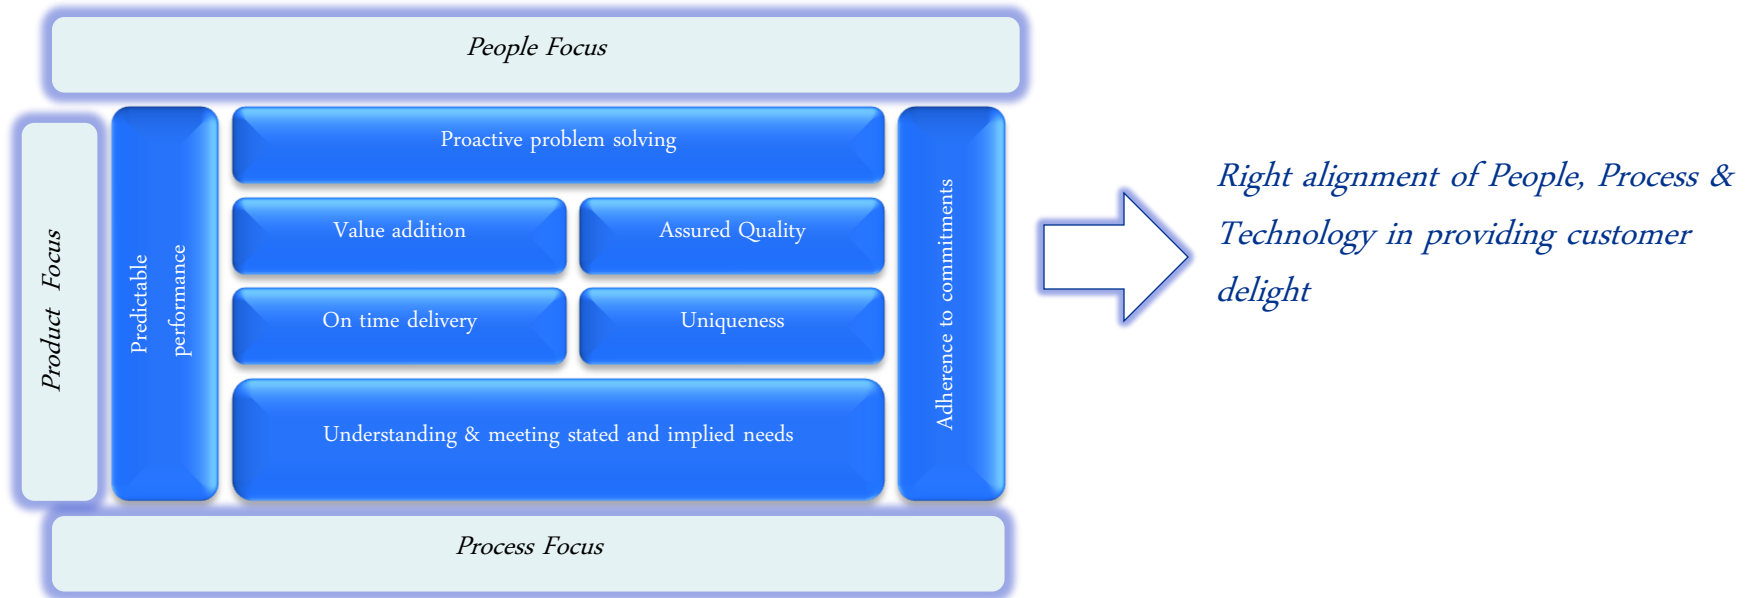 People Focus
Product Focus
Predictable
performance
Proactive problem solving
Value addition
Assured Quality
On time delivery
Uniqueness
Understanding & meeting stated and implied needs
Adherence to commitments
Process Focus
Right alignment of People, Process &
Technology in providing customer
delight